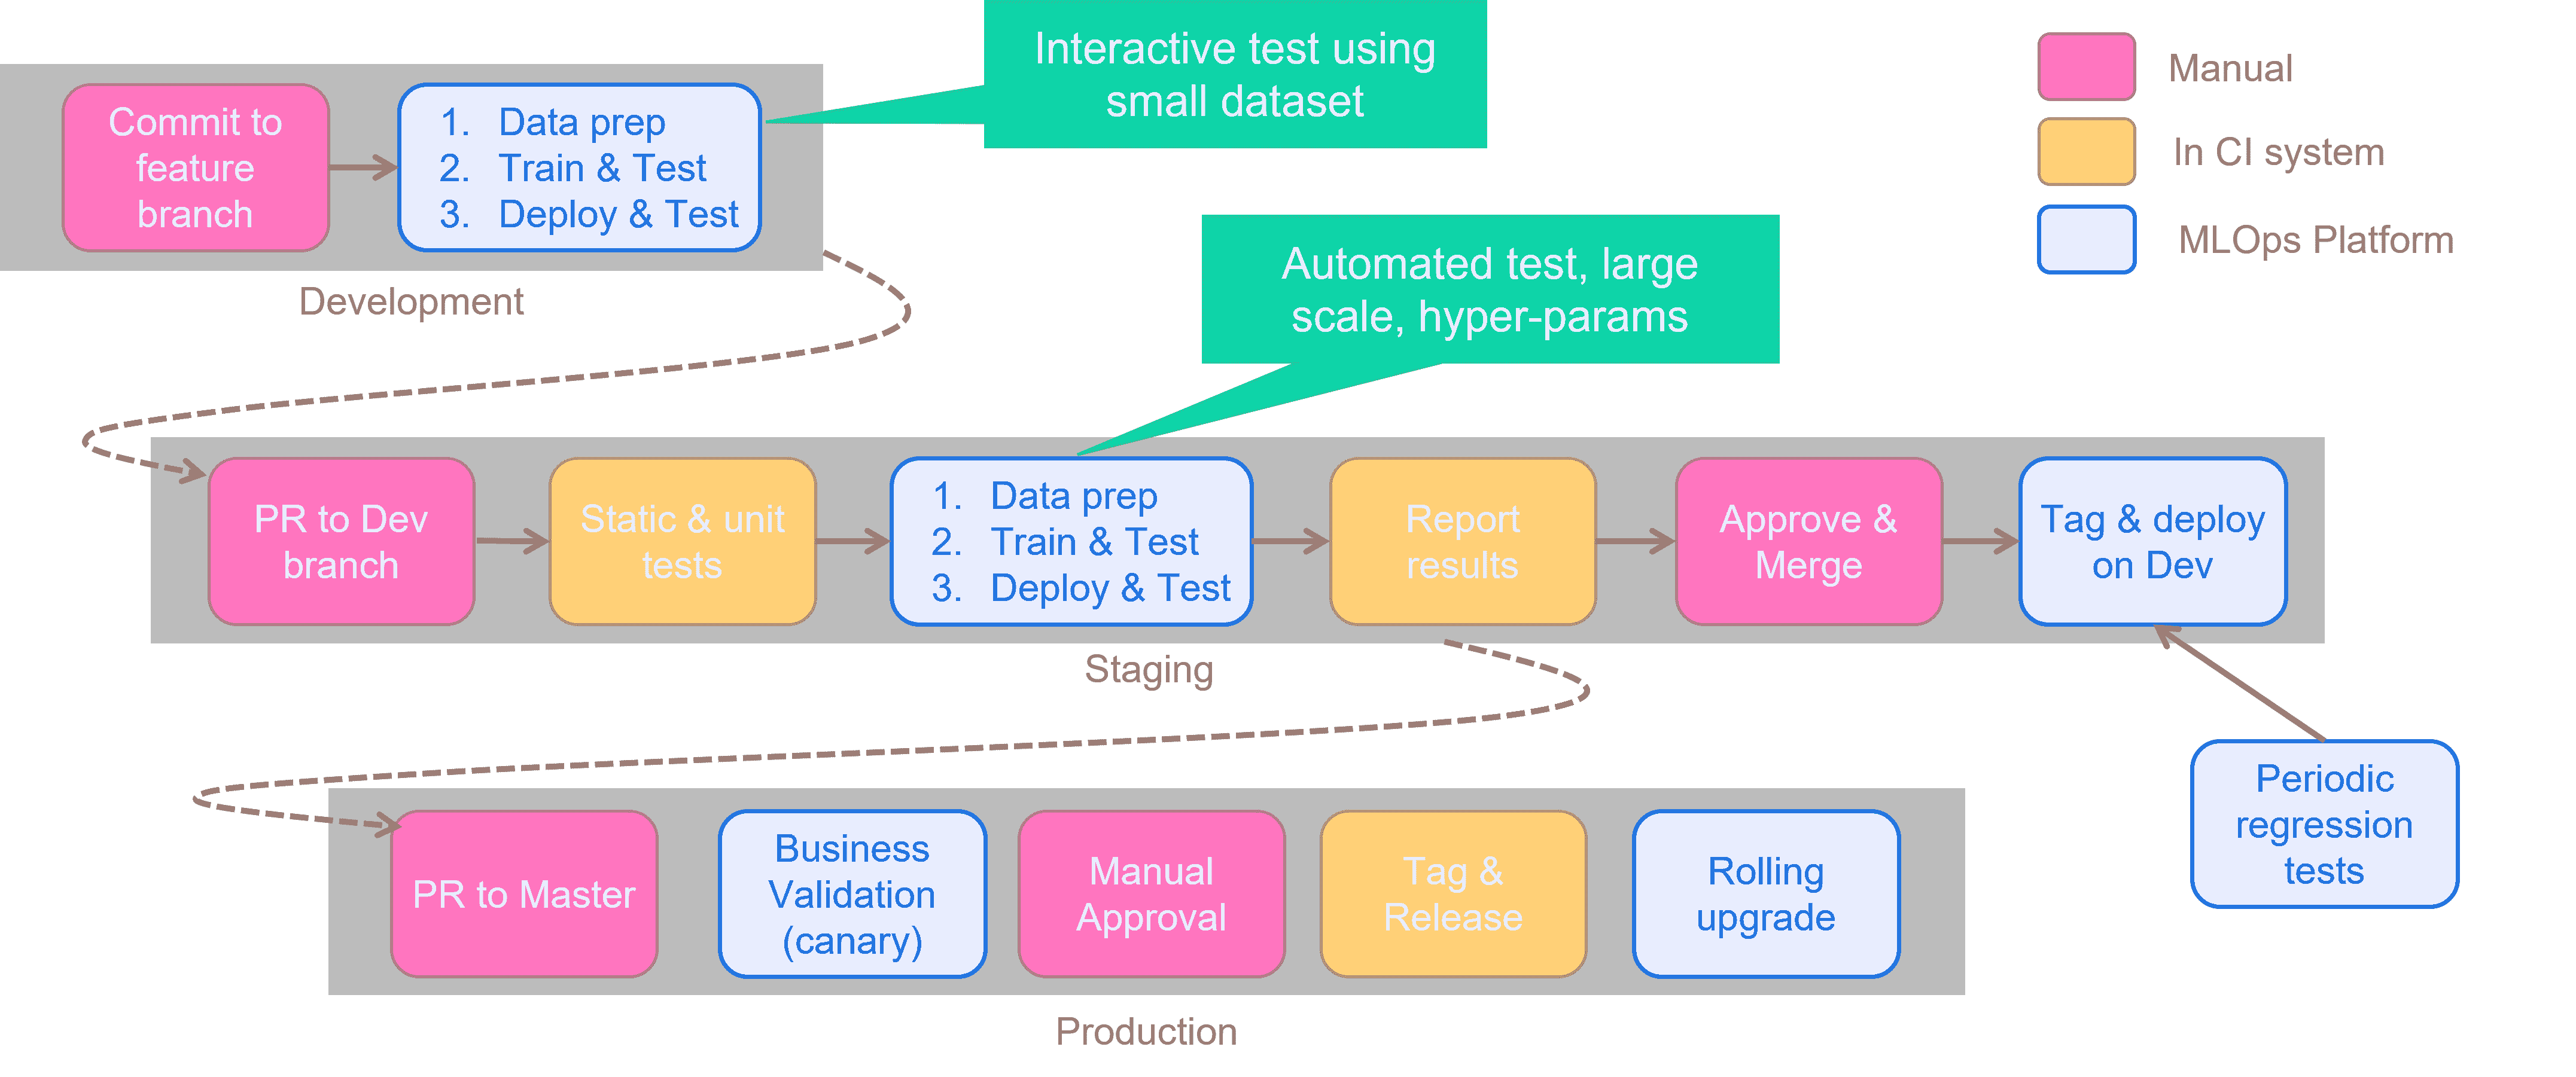 Interactive test using
small dataset
Manual
In CI system
MLOps Platform
Commit to
feature
branch
1. Data prep
2. Train & Test
3. Deploy & Test
Development
Automated test, large
scale, hyper-params
PR to Dev
branch
Static & unit
tests
1. Data prep
2. Train & Test
3. Deploy & Test
Report
results
Approve &
Merge
Tag & deploy
on Dev
Staging
PR to Master
Business
Validation
(canary)
Manual
Approval
Tag &
Release
Rolling
upgrade
Periodic
regression
tests
Production